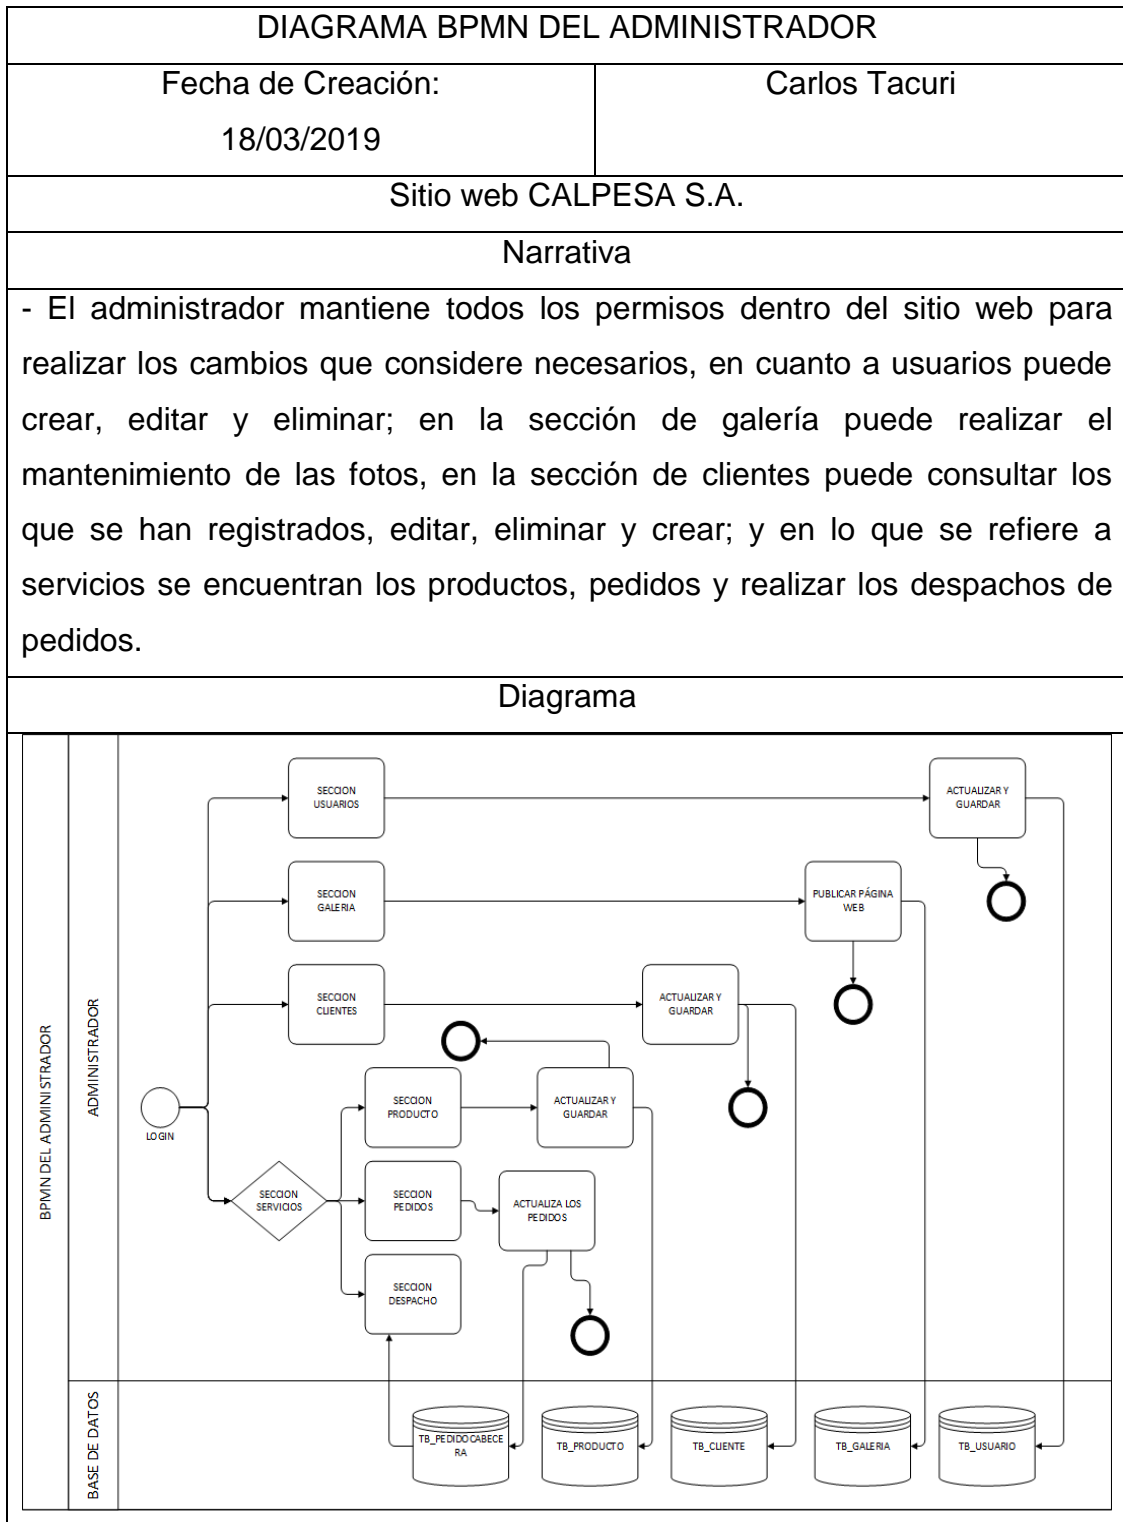 DIAGRAMA BPMN DEL ADMINISTRADOR
Fecha de Creación:
18/03/2019
Carlos Tacuri
Sitio web CALPESA S.A.
Narrativa
- El administrador mantiene todos los permisos dentro del sitio web para
realizar los cambios que considere necesarios, en cuanto a usuarios puede
crear, editar y eliminar; en la sección de galería puede realizar el
mantenimiento de las fotos, en la sección de clientes puede consultar los
que se han registrados, editar, eliminar y crear; y en lo que se refiere a
servicios se encuentran los productos, pedidos y realizar los despachos de
pedidos.
Diagrama
BPMN DEL ADMINISTRADOR
ADMINISTRADOR
SECCION
USUARIOS
ACTUALIZAR Y
GUARDAR
SECCION
GALERIA
PUBLICAR PÁGINA
WEB
SECCION
CLIENTES
ACTUALIZAR Y
GUARDAR
LOGIN
SECCION
PRODUCTO
ACTUALIZAR Y
GUARDAR
SECCION
SERVICIOS
SECCION
PEDIDOS
ACTUALIZA LOS
PEDIDOS
SECCION
DESPACHO
BASE DE DATOS
TB_PEDIDOCABECE
RA
TB_PRODUCTO
TB_CLIENTE
TB_GALERIA
TB_USUARIO